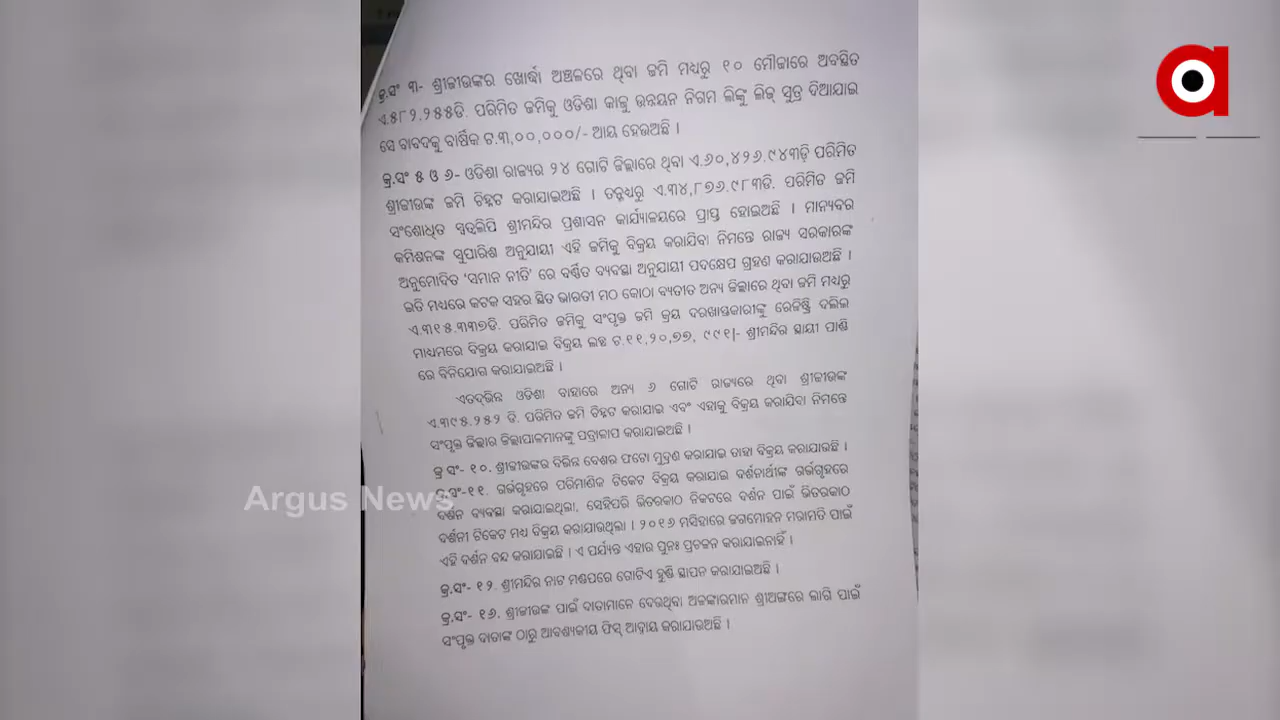 କ୍ର.ସଂ ୩- ଶ୍ରୀଜୀଉଙ୍କର ଖୋର୍ଦ୍ଧା ଅଞ୍ଚଳରେ ଥିବା ଜମି ମଧ୍ୟରୁ ୧୦ ମୌଜାରେ ଅବସ୍ଥିତ
ଏ.୫୮୨.୨୫୫ଡି. ପରିମିତ ଜମିକୁ ଓଡିଶା କାଜୁ ଉନ୍ନୟନ ନିଗମ ଲିଙ୍କୁ ଲିଜ୍ ସୁତ୍ର ଦିଆଯାଇ
ସେ ବାବଦକୁ ବାର୍ଷିକ ଟ.୩,୦୦,୦୦୦/- ଆୟ ହେଉଅଛି ।
କ୍ର.ସଂ ୫ ଓ ୬- ଓଡିଶା ରାଜ୍ୟର ୨୪ ଗୋଟି ଜିଲ୍ଲାରେ ଥିବା ଏ.୬୦,୪୨୬.୯୪୩ଡ଼ି ପରିମିତ
ଶ୍ରୀଜୀଉଙ୍କ ଜମି ଚିହ୍ନଟ କରାଯାଇଅଛି । ତନ୍ମଧ୍ୟରୁ ଏ.୩୪,୮୭୬.୯୮୩ଡି. ପରିମିତ ଜମି
ସଂଶୋଧିତ ସ୍ୱତ୍ୱଲିପି ଶ୍ରୀମନ୍ଦିର ପ୍ରଶାସନ କାର୍ଯ୍ୟାଳୟରେ ପ୍ରାପ୍ତ ହୋଇଅଛି । ମାନ୍ୟବର
କମିଶନଙ୍କ ସୁପାରିଶ ଅନୁଯାୟୀ ଏହି ଜମିକୁ ବିକ୍ରୟ କରାଯିବା ନିମନ୍ତେ ରାଜ୍ୟ ସରକାରଙ୍କ
ଅନୁମୋଦିତ ‘ସମାନ ନୀତି’ ରେ ବର୍ଣ୍ଣିତ ବ୍ୟବସ୍ଥା ଅନୁଯାୟୀ ପଦକ୍ଷେପ ଗ୍ରହଣ କରାଯାଉଅଛି ।
ଇତି ମଧ୍ୟରେ କଟକ ସହର ସ୍ଥିତ ଭାରତୀ ମଠ କୋଠା ବ୍ୟତୀତ ଅନ୍ୟ ଜିଲ୍ଲାରେ ଥିବା ଜମି ମଧ୍ୟରୁ
ଏ.୩୧୫.୩୩୭ଡି. ପରିମିତ ଜମିକୁ ସଂପୃକ୍ତ ଜମି କ୍ରୟ ଦରଖାସ୍ତକାରୀଙ୍କୁ ରେଜିଷ୍ଟ୍ରି ଦଲିଲ
ମାଧ୍ୟମରେ ବିକ୍ରୟ କରାଯାଇ ବିକ୍ରୟ ଲବ୍ଧ ଟ.୧୧,୨୦,୭୭, ୯୯୧|- ଶ୍ରୀମନ୍ଦିର ସ୍ଥାୟୀ ପାଣ୍ଠି
ରେ ବିନିଯୋଗ କରାଯାଇଅଛି ।
ଏତଦ୍‌ଭିନ୍ନ ଓଡିଶା ବାହାରେ ଅନ୍ୟ ୬ ଗୋଟି ରାଜ୍ୟରେ ଥିବା ଶ୍ରୀଜୀଉଙ୍କ
ଏ.୩୯୫.୨୫୨ ଡି. ପରିମିତ ଜମି ଚିହ୍ନଟ କରାଯାଇ ଏବଂ ଏହାକୁ ବିକ୍ରୟ କରାଯିବା ନିମନ୍ତେ
ସଂପୃକ୍ତ ଜିଲ୍ଲାର ଜିଲ୍ଲାପାଳମାନଙ୍କୁ ପତ୍ରାଳାପ କରାଯାଇଅଛି ।
କ୍ର ସଂ- ୧୦. ଶ୍ରୀଜୀଉଙ୍କର ବିଭିନ୍ନ ବେଶର ଫଟୋ ମୁଦ୍ରଣ କରାଯାଇ ତାହା ବିକ୍ରୟ କରାଯାଉଛି ।
କ୍ର.ସଂ-୧୧. ଗର୍ଭଗୃହରେ ପରିମାଣିକ ଟିକେଟ ବିକ୍ରୟ କରାଯାଇ ଦର୍ଶନାର୍ଥୀଙ୍କ ଗର୍ଭଗୃହରେ
ଦର୍ଶନ ବ୍ୟବସ୍ଥା କରାଯାଇଥିଲା, ସେହିପରି ଭିତରକାଠ ନିକଟରେ ଦର୍ଶନ ପାଇଁ ଭିତରକାଠ
ଦର୍ଶନୀ ଟିକେଟ ମଧ୍ୟ ବିକ୍ରୟ କରାଯାଉଥିଲା । ୨୦୧୬ ମସିହାରେ ଜଗମୋହନ ମରାମତି ପାଇଁ
ଏହି ଦର୍ଶନ ବନ୍ଦ କରାଯାଇଛି । ଏ ପର୍ଯ୍ୟନ୍ତ ଏହାର ପୁନଃ ପ୍ରଚଳନ କରାଯାଇନାହିଁ ।
କ୍ର.ସଂ- ୧୨. ଶ୍ରୀମନ୍ଦିର ନାଟ ମଣ୍ଡପରେ ଗୋଟିଏ ହୁଣ୍ଡି ସ୍ଥାପନ କରାଯାଇଅଛି ।
କ୍ର.ସଂ- ୧୬. ଶ୍ରୀଜୀଉଙ୍କ ପାଇଁ ଦାତାମାନେ ଦେଉଥିବା ଅଳଙ୍କାରମାନ ଶ୍ରୀଅଙ୍ଗରେ ଲାଗି ପାଇଁ
ସଂପୃକ୍ତ ଦାତାଙ୍କ ଠାରୁ ଆବଶ୍ୟକୀୟ ଫିସ୍ ଆଦାୟ କରାଯାଉଅଛି ।
Argus News